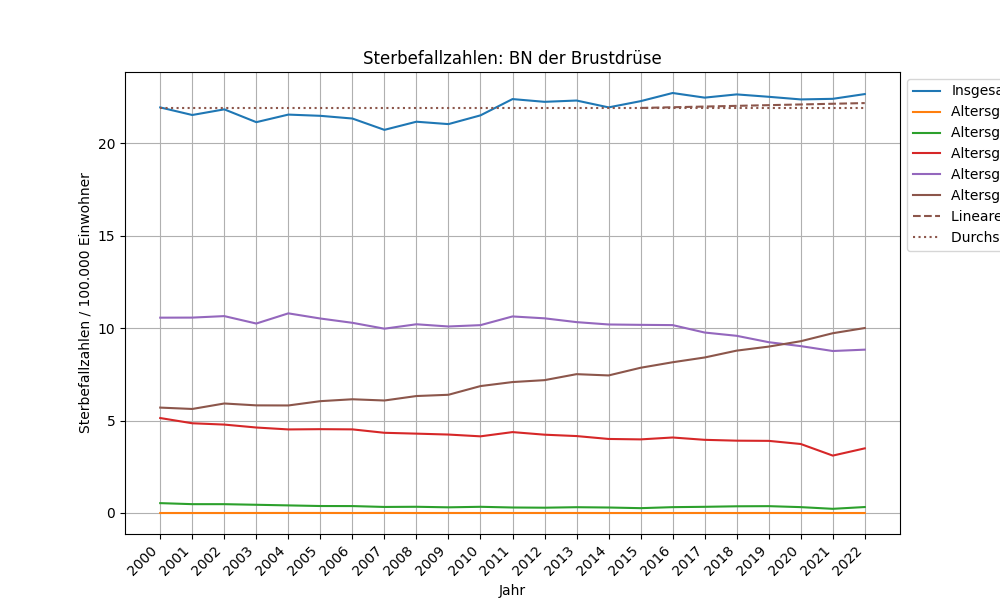 Sterbefallzahlen: BN der Brustdrüse
Sterbefallzahlen / 100.000 Einwohner
20
15
10
5
0
2000 2001 2002 2003 2004 2005 2006 2007 2008 2009 2010 2011 2012 2013 2014 2015 2016 2017 2018 2019 2020 2021 2022
Jahr
Insgesa
Altersg
Altersg
Altersg
Altersg
Altersg
Lineare
Durchs